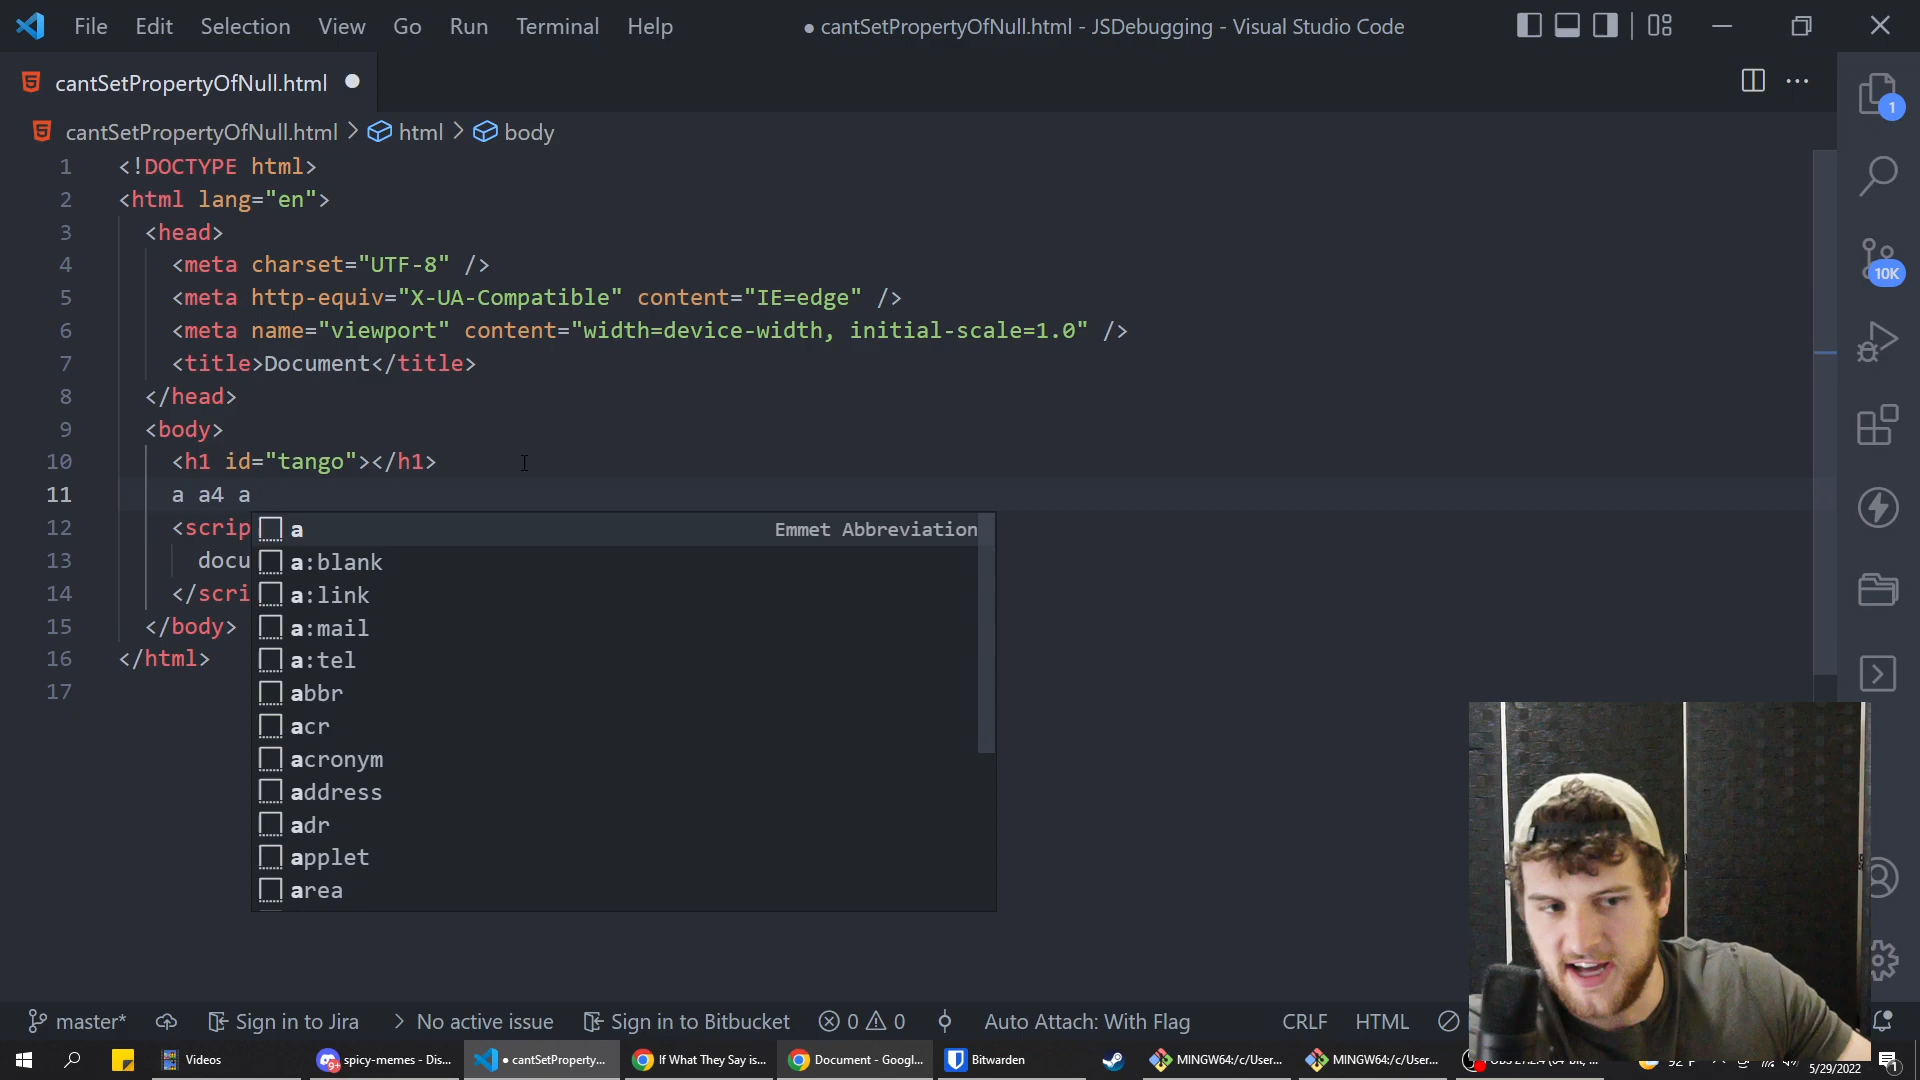 File Edit Selection View Go Run Terminal Help
● cantSetPropertyOfNull.html - JSDebugging - Visual Studio Code
cantSetPropertyOfNull.html
cantSetPropertyOfNull.html > html > body
1 <!DOCTYPE html>
2 <html lang="en">
3 <head>
4 <meta charset="UTF-8" />
5 <meta http-equiv="X-UA-Compatible" content="IE=edge" />
6 <meta name="viewport" content="width=device-width, initial-scale=1.0" />
7 <title>Document</title>
8 </head>
9 <body>
10 <h1 id="tango"></h1>
11 a a4 a
12 <scrip
13 docu
14 </scri
15 </body>
16 </html>
17
a Emmet Abbreviation
a:blank
a:link
a:mail
a:tel
abbr
acr
acronym
address
adr
applet
area
1
10K
master* Sign in to Jira > No active issue Sign in to Bitbucket 0 0 Auto Attach: With Flag CRLF HTML
Videos
9+ spicy-memes - Dis...
● cantSetProperty...
If What They Say is...
Document - Googl...
Bitwarden
MINGW64:/c/User...
MINGW64:/c/User...
5/29/2022
1